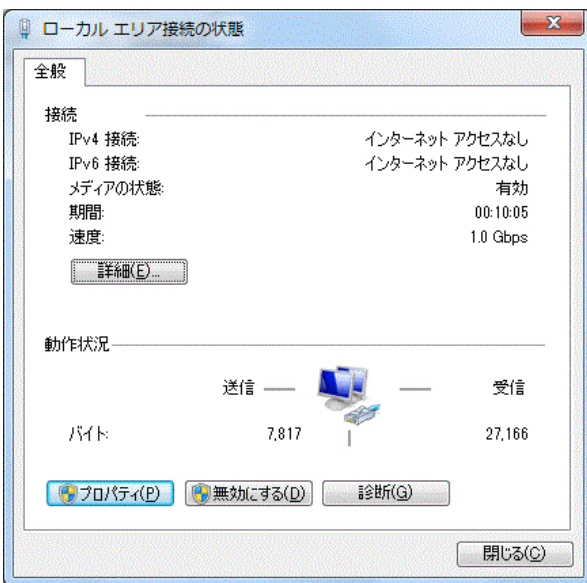 ローカル エリア接続の状態
全般
接続
IPv4 接続: インターネット アクセスなし
IPv6 接続: インターネット アクセスなし
メディアの状態: 有効
期間: 00:10:05
速度: 1.0 Gbps
詳細(E)...
動作状況
送信 受信
バイト: 7,817 27,166
プロパティ(P) 無効にする(D) 診断(G)
閉じる(C)